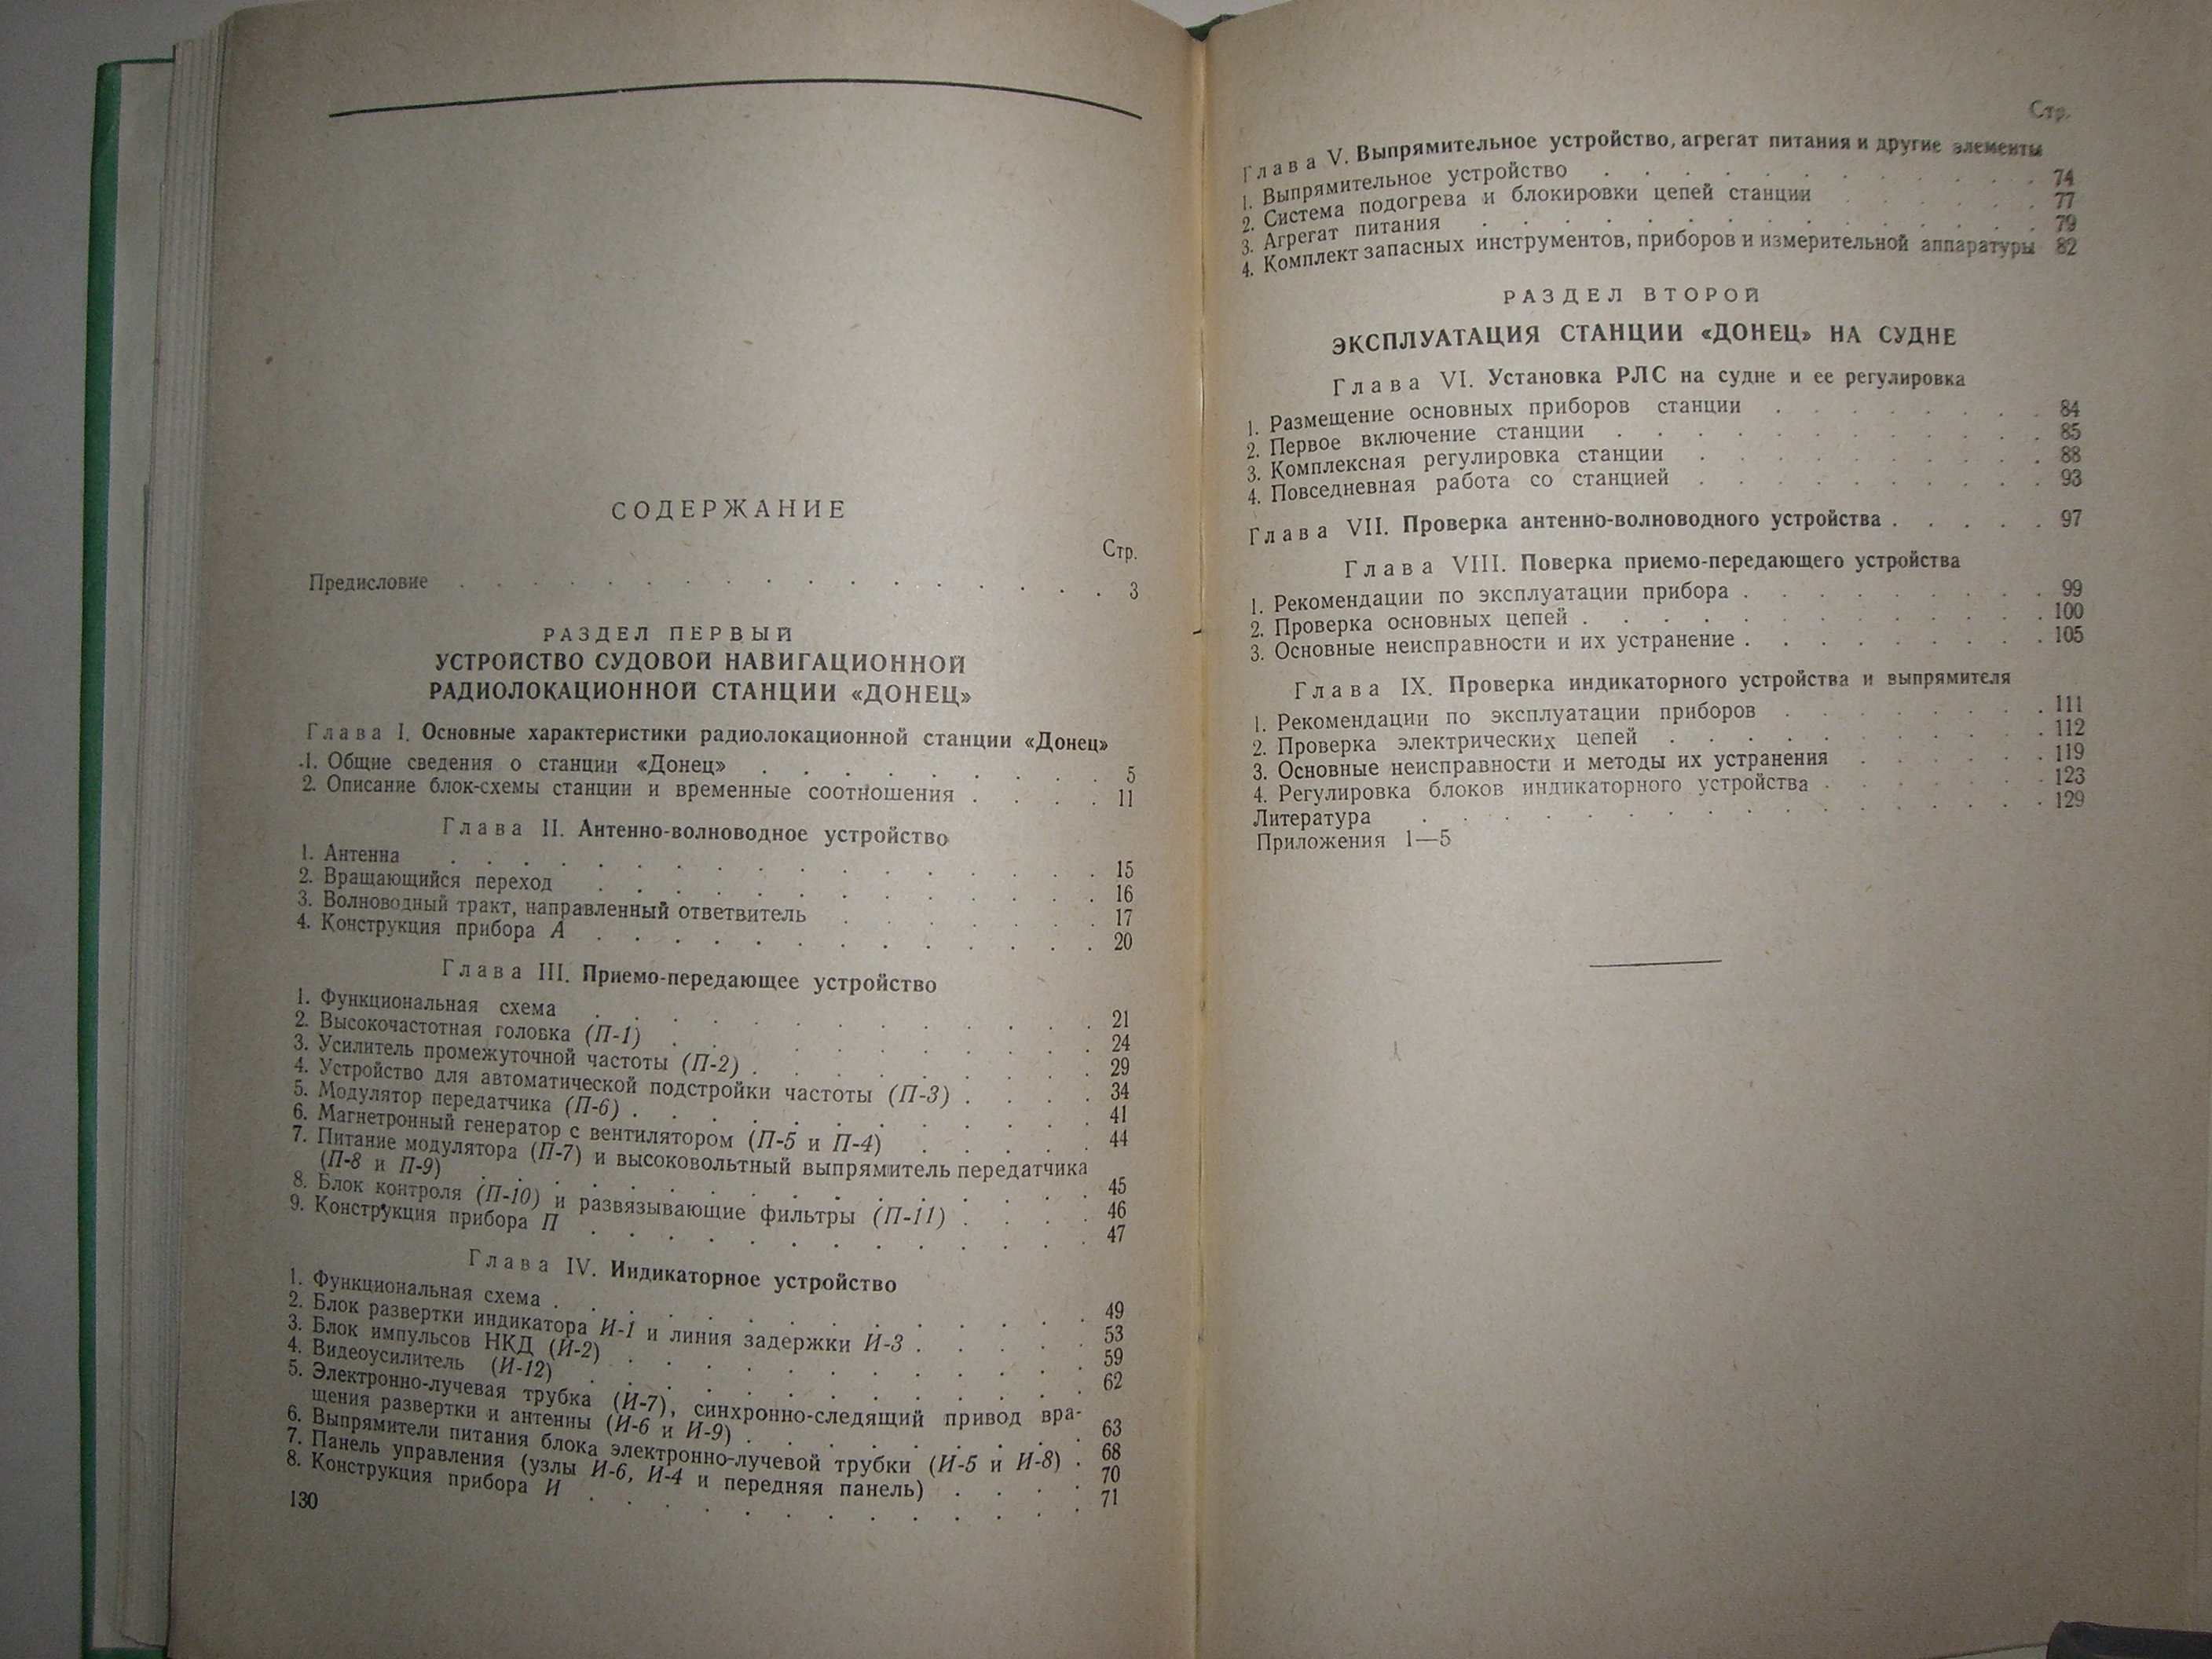 СОДЕРЖАНИЕ
Стр.
Предисловие . . . . . . . . . . . . . . . . 3
РАЗДЕЛ ПЕРВЫЙ
УСТРОЙСТВО СУДОВОЙ НАВИГАЦИОННОЙ
РАДИОЛОКАЦИОННОЙ СТАНЦИИ «ДОНЕЦ»
Глава I. Основные характеристики радиолокационной станции «Донец»
1. Общие сведения о станции «Донец» . . . . . . . . . 5
2. Описание блок-схемы станции и временные соотношения . . . . 11
Глава II. Антенно-волноводное устройство
1. Антенна . . . . . . . . . . . . . . . . 15
2. Вращающийся переход . . . . . . . . . . . . . 16
3. Волноводный тракт, направленный ответвитель . . . . . . . 17
4. Конструкция прибора А . . . . . . . . . . . . . 20
Глава III. Приемо-передающее устройство
1. Функциональная схема . . . . . . . . . . . . . 21
2. Высокочастотная головка (П-1) . . . . . . . . . . . 24
3. Усилитель промежуточной частоты (П-2) . . . . . . . . . 29
4. Устройство для автоматической подстройки частоты (П-3) . . . . 34
5. Модулятор передатчика (П-6) . . . . . . . . . . . . 41
6. Магнетронный генератор с вентилятором (П-5 и П-4) . . . . . 44
7. Питание модулятора (П-7) и высоковольтный выпрямитель передатчика
(П-8 и П-9) . . . . . . . . . . . . . . . 45
8. Блок контроля (П-10) и развязывающие фильтры (П-11) . . . . 46
9. Конструкция прибора П . . . . . . . . . . . . . 47
Глава IV. Индикаторное устройство
1. Функциональная схема . . . . . . . . . . . . . . 49
2. Блок развертки индикатора И-1 и линия задержки И-3 . . . . . 53
3. Блок импульсов НКД (И-2) . . . . . . . . . . . . 59
4. Видеоусилитель (И-12) . . . . . . . . . . . . . 62
5. Электронно-лучевая трубка (И-7), синхронно-следящий привод вра-
щения развертки и антенны (И-6 и И-9) . . . . . . . . . 63
6. Выпрямители питания блока электронно-лучевой трубки (И-5 и И-8) . 68
7. Панель управления (узлы И-6, И-4 и передняя панель) . . . . 70
8. Конструкция прибора И . . . . . . . . . . . . . 71
130
Стр.
Глава V. Выпрямительное устройство, агрегат питания и другие элементы
1. Выпрямительное устройство . . . . . . . . . . . 74
2. Система подогрева и блокировки цепей станции . . . . . . 77
3. Агрегат питания . . . . . . . . . . . . . . 79
4. Комплект запасных инструментов, приборов и измерительной аппаратуры 82
РАЗДЕЛ ВТОРОЙ
ЭКСПЛУАТАЦИЯ СТАНЦИИ «ДОНЕЦ» НА СУДНЕ
Глава VI. Установка РЛС на судне и ее регулировка
1. Размещение основных приборов станции . . . . . . . 84
2. Первое включение станции . . . . . . . . . . . 85
3. Комплексная регулировка станции . . . . . . . . . 88
4. Повседневная работа со станцией . . . . . . . . . 93
Глава VII. Проверка антенно-волноводного устройства . . . . . 97
Глава VIII. Поверка приемо-передающего устройства
1. Рекомендации по эксплуатации прибора . . . . . . . . 99
2. Проверка основных цепей . . . . . . . . . . . . 100
3. Основные неисправности и их устранение . . . . . . . . 105
Глава IX. Проверка индикаторного устройства и выпрямителя
1. Рекомендации по эксплуатации приборов . . . . . . . 111
2. Проверка электрических цепей . . . . . . . . . . 112
3. Основные неисправности и методы их устранения . . . . . 119
4. Регулировка блоков индикаторного устройства . . . . . . 123
Литература . . . . . . . . . . . . . . . . 129
Приложения 1—5